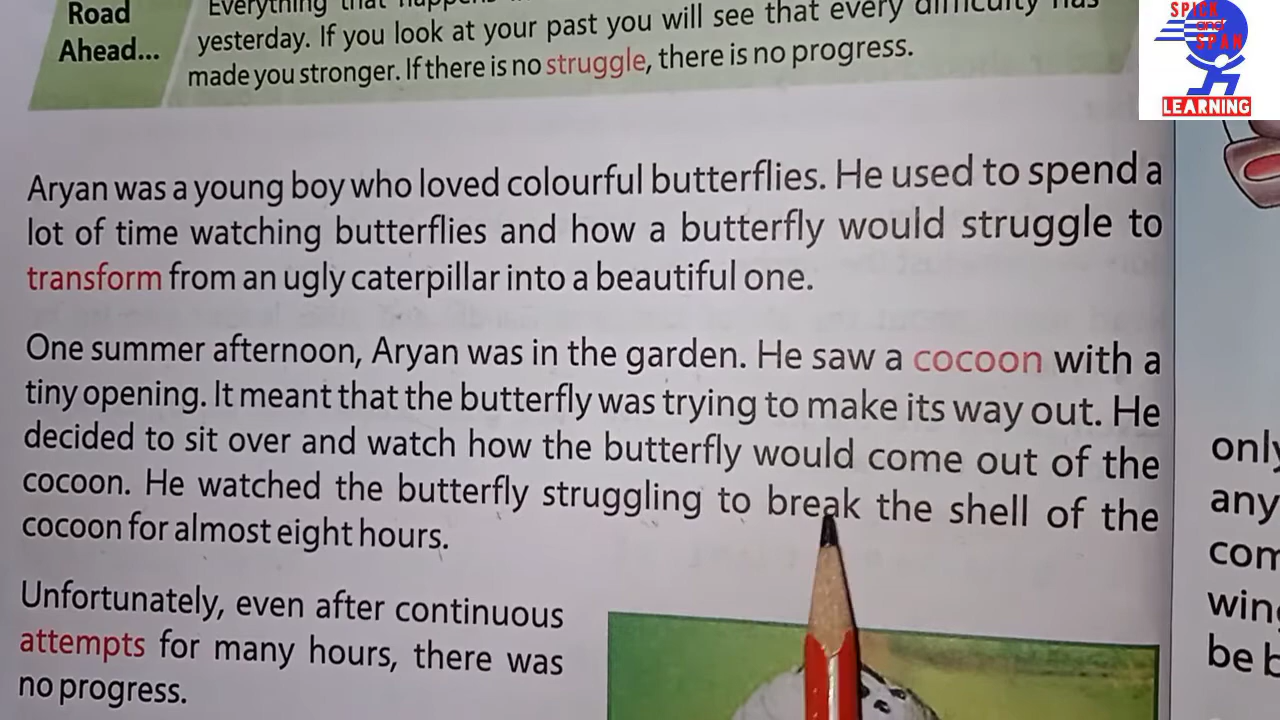 Road
Ahead...
Everything that
yesterday. If you look at your past you will see that every difficulty has
made you stronger. If there is no struggle, there is no progress.
SPICK
and
SPAN
LEARNING
Aryan was a young boy who loved colourful butterflies. He used to spend a
lot of time watching butterflies and how a butterfly would struggle to
transform from an ugly caterpillar into a beautiful one.
One summer afternoon, Aryan was in the garden. He saw a cocoon with a
tiny opening. It meant that the butterfly was trying to make its way out. He
decided to sit over and watch how the butterfly would come out of the
cocoon. He watched the butterfly struggling to break the shell of the
cocoon for almost eight hours.
Unfortunately, even after continuous
attempts for many hours, there was
no progress.
only
any
com
wing
be b